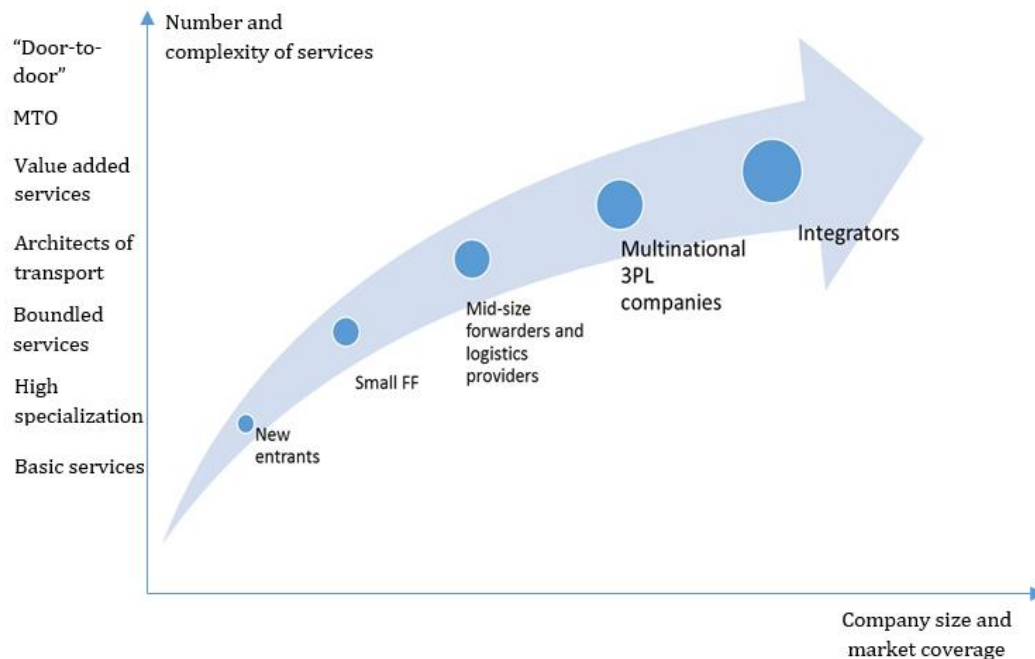 Number and
complexity of services
“Door-to-
door”
MTO
Value added
services
Architects of
transport
Boundled
services
High
specialization
Basic services
New
entrants
Small FF
Mid-size
forwarders and
logistics
providers
Multinational
3PL
companies
Integrators
Company size and
market coverage